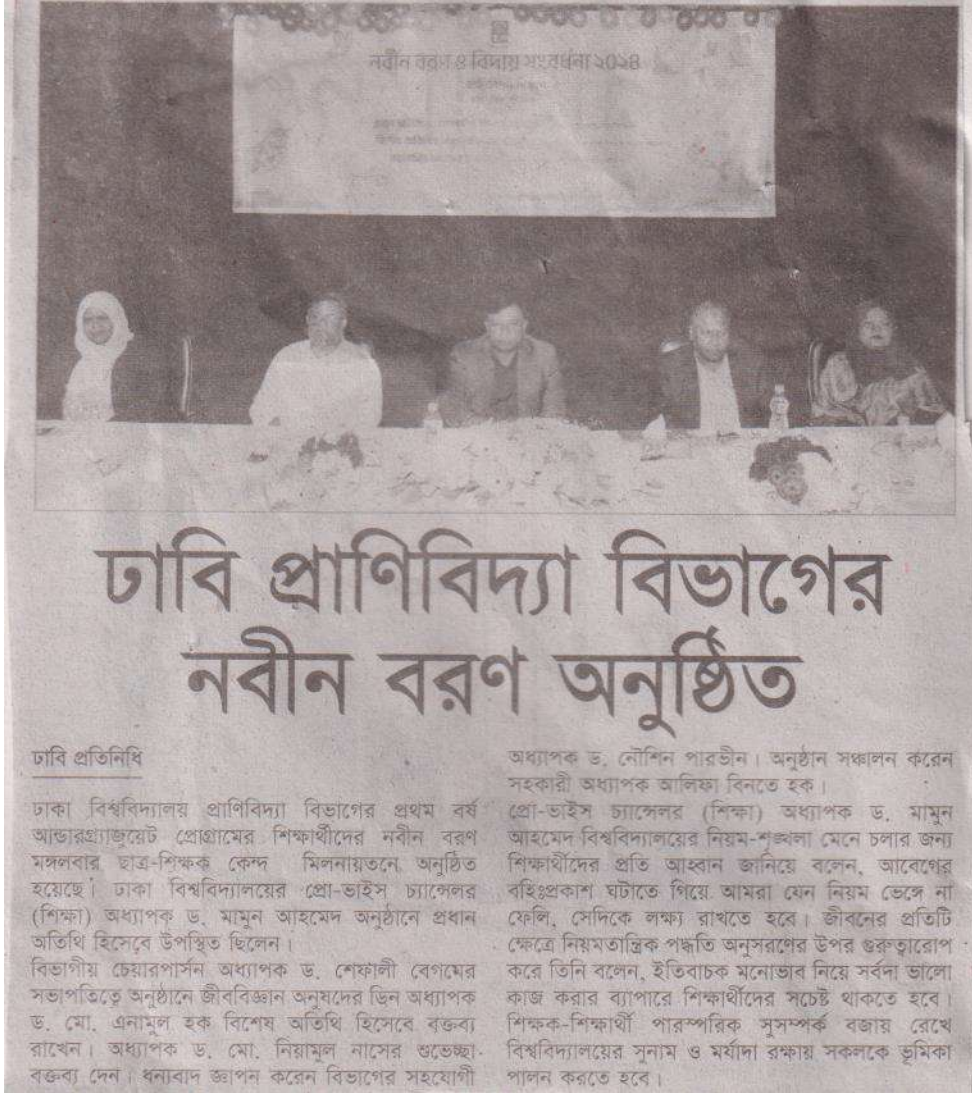 নবীন বরণ ও বিদায় সংবর্ধনা ২০২৪
ঢাবি প্রাণিবিদ্যা বিভাগের
নবীন বরণ অনুষ্ঠিত
ঢাবি প্রতিনিধি
ঢাকা বিশ্ববিদ্যালয় প্রাণিবিদ্যা বিভাগের প্রথম বর্ষ
আন্ডারগ্র্যাজুয়েট প্রোগ্রামের শিক্ষার্থীদের নবীন বরণ
মঙ্গলবার ছাত্র-শিক্ষক কেন্দ মিলনায়তনে অনুষ্ঠিত
হয়েছে। ঢাকা বিশ্ববিদ্যালয়ের প্রো-ভাইস চ্যান্সেলর
(শিক্ষা) অধ্যাপক ড. মামুন আহমেদ অনুষ্ঠানে প্রধান
অতিথি হিসেবে উপস্থিত ছিলেন।
বিভাগীয় চেয়ারপার্সন অধ্যাপক ড. শেফালী বেগমের
সভাপতিত্বে অনুষ্ঠানে জীববিজ্ঞান অনুষদের ডিন অধ্যাপক
ড. মো. এনামুল হক বিশেষ অতিথি হিসেবে বক্তব্য
রাখেন। অধ্যাপক ড. মো. নিয়ামুল নাসের শুভেচ্ছা
বক্তব্য দেন। ধন্যবাদ জ্ঞাপন করেন বিভাগের সহযোগী
অধ্যাপক ড. নৌশিন পারভীন। অনুষ্ঠান সঞ্চালন করেন
সহকারী অধ্যাপক আলিফা বিনতে হক।
প্রো-ভাইস চ্যান্সেলর (শিক্ষা) অধ্যাপক ড. মামুন
আহমেদ বিশ্ববিদ্যালয়ের নিয়ম-শৃঙ্খলা মেনে চলার জন্য
শিক্ষার্থীদের প্রতি আহ্বান জানিয়ে বলেন, আবেগের
বহিঃপ্রকাশ ঘটাতে গিয়ে আমরা যেন নিয়ম ভেঙ্গে না
ফেলি, সেদিকে লক্ষ্য রাখতে হবে। জীবনের প্রতিটি
ক্ষেত্রে নিয়মতান্ত্রিক পদ্ধতি অনুসরণের উপর গুরুত্বারোপ
করে তিনি বলেন, ইতিবাচক মনোভাব নিয়ে সর্বদা ভালো
কাজ করার ব্যাপারে শিক্ষার্থীদের সচেষ্ট থাকতে হবে।
শিক্ষক-শিক্ষার্থী পারস্পরিক সুসম্পর্ক বজায় রেখে
বিশ্ববিদ্যালয়ের সুনাম ও মর্যাদা রক্ষায় সকলকে ভূমিকা
পালন করতে হবে।